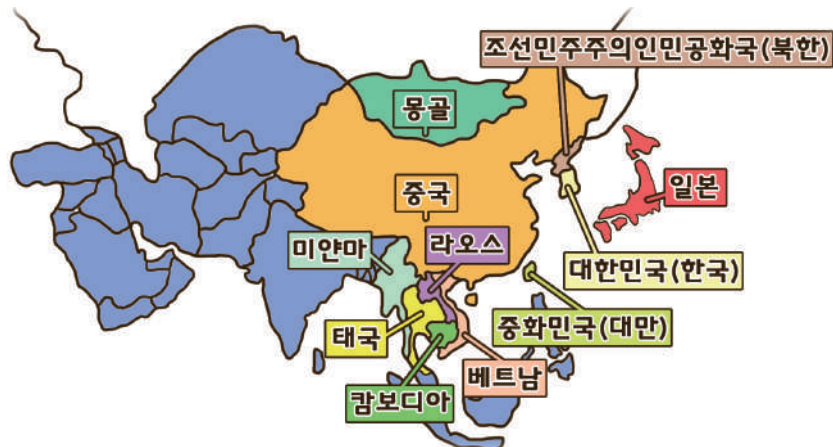 조선민주주의인민공화국(북한)
몽골
일본
중국
미얀마
라오스
대한민국(한국)
태국
중화민국(대만)
베트남
캄보디아